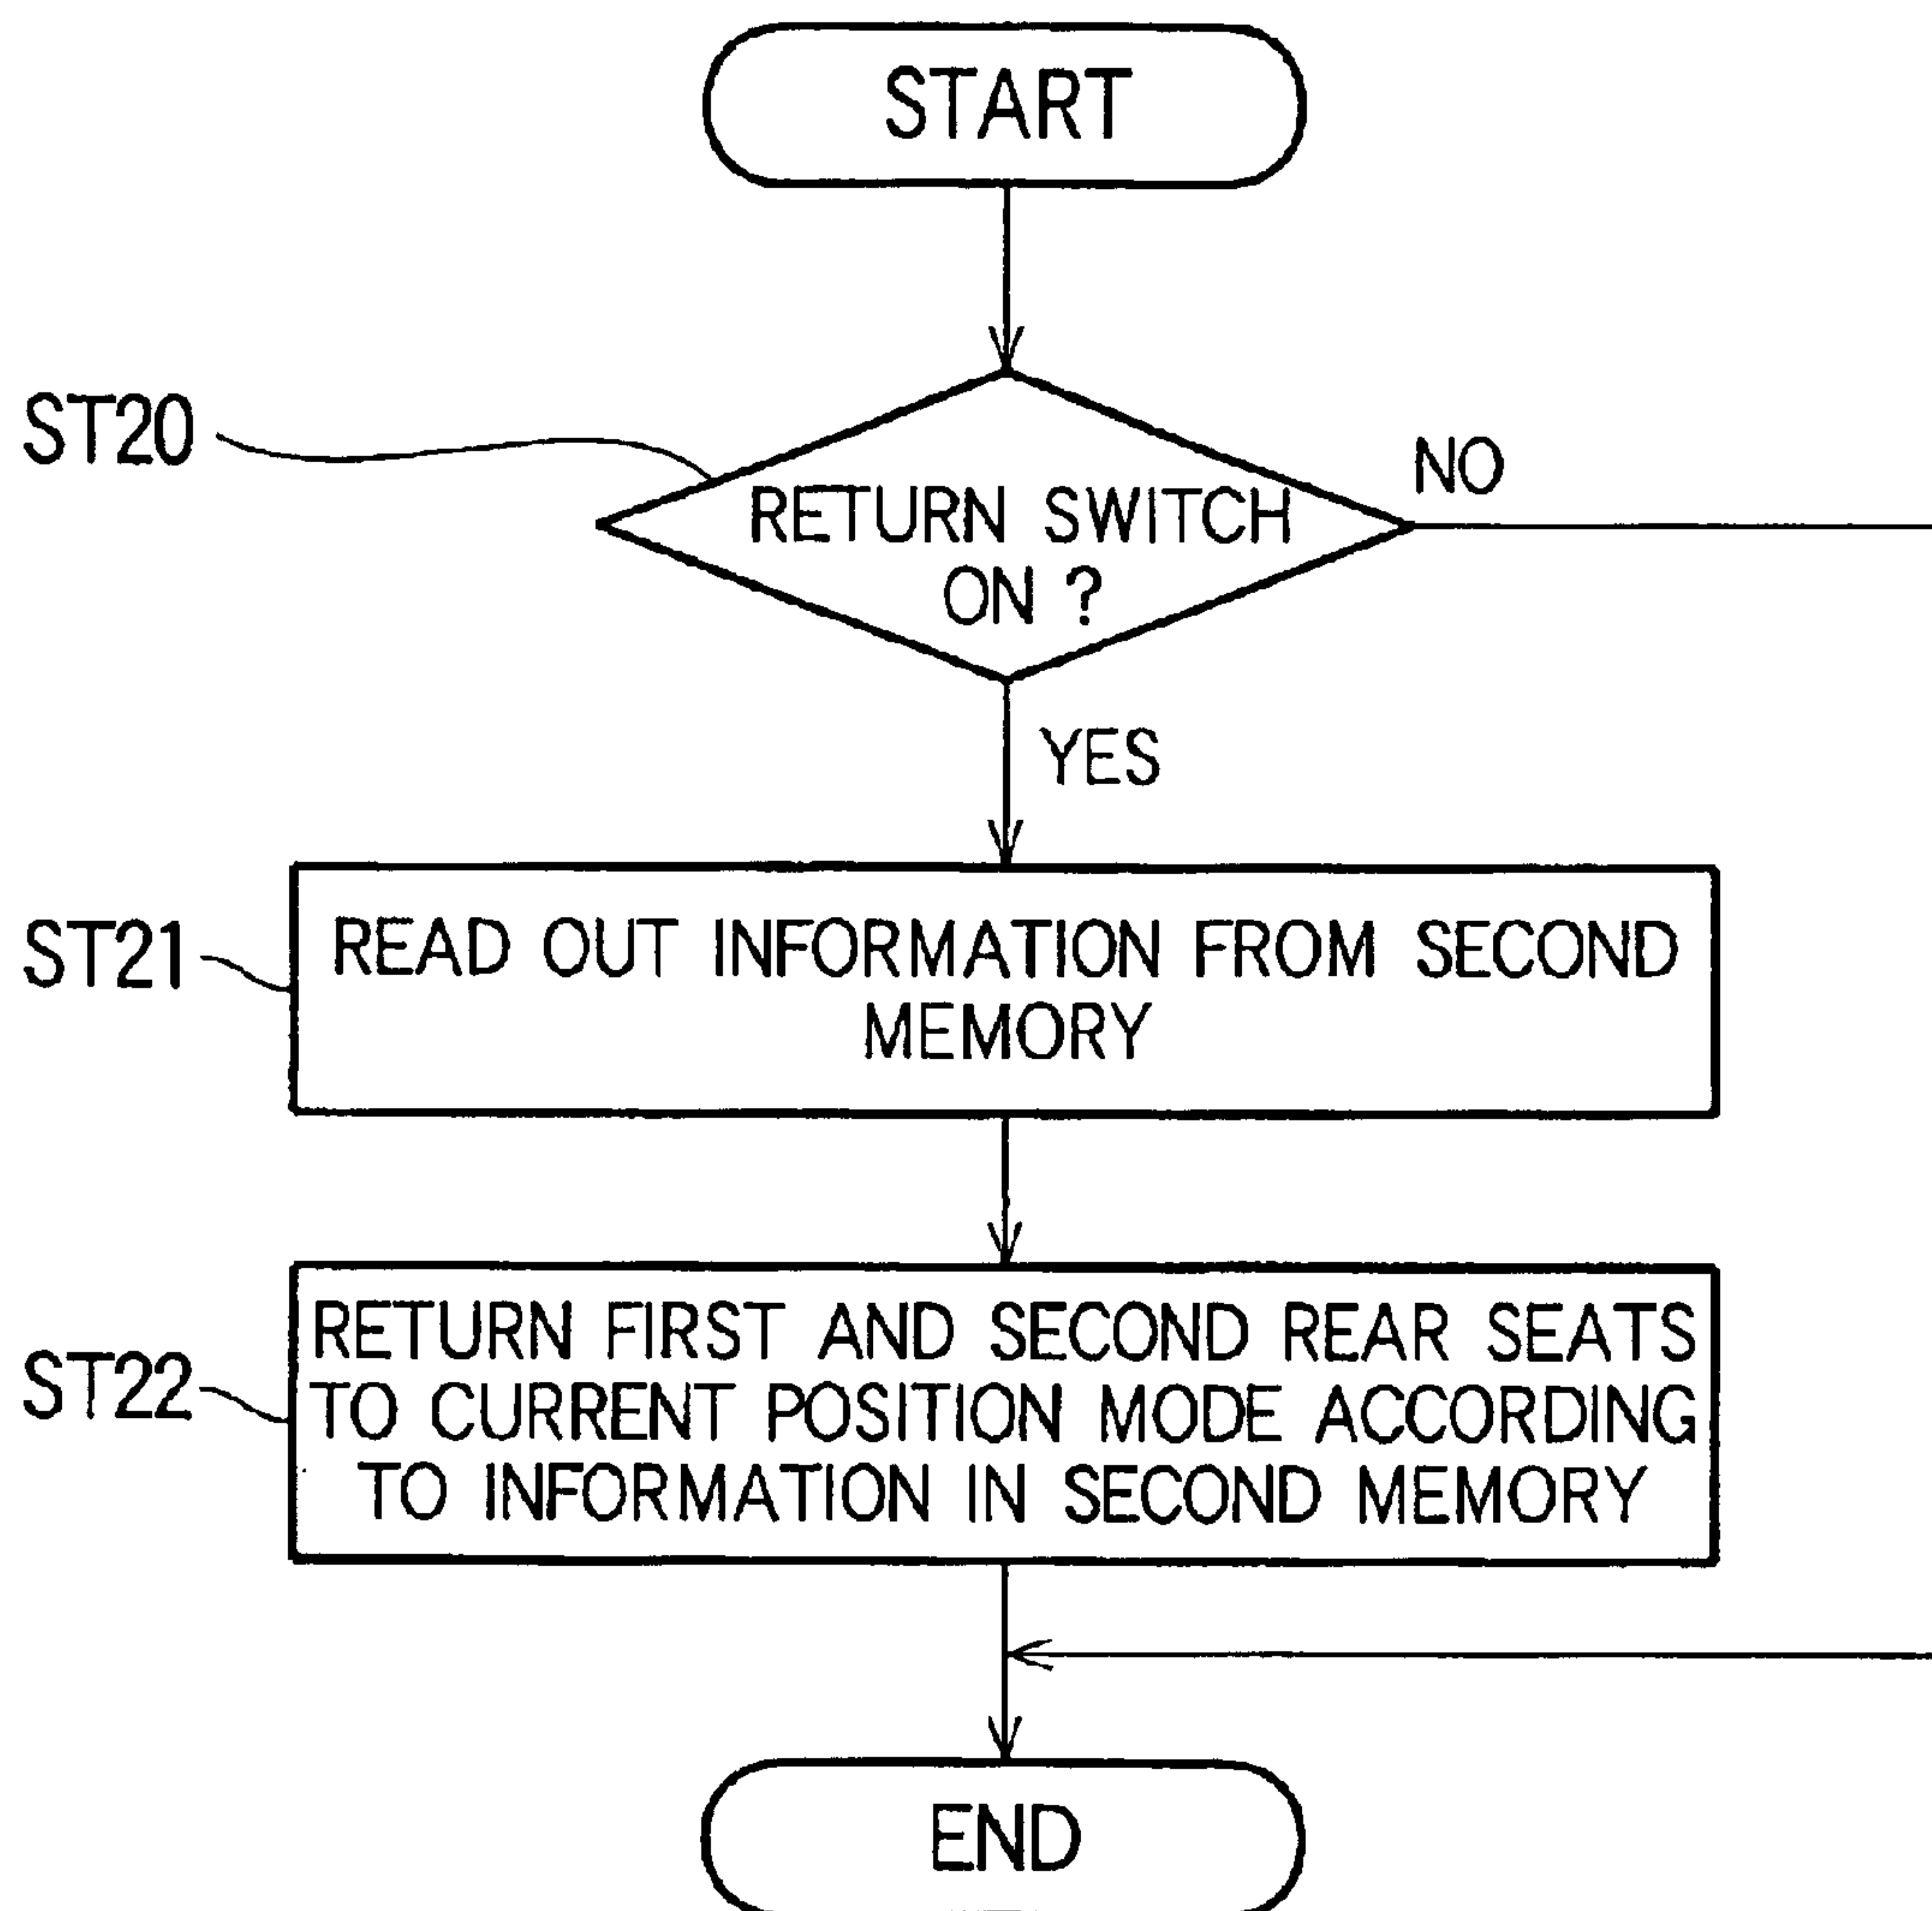 START
ST20
NO
RETURN SWITCH
ON ?
YES
ST21
READ OUT INFORMATION FROM SECOND
MEMORY
ST22
RETURN FIRST AND SECOND REAR SEATS
TO CURRENT POSITION MODE ACCORDING
TO INFORMATION IN SECOND MEMORY
END